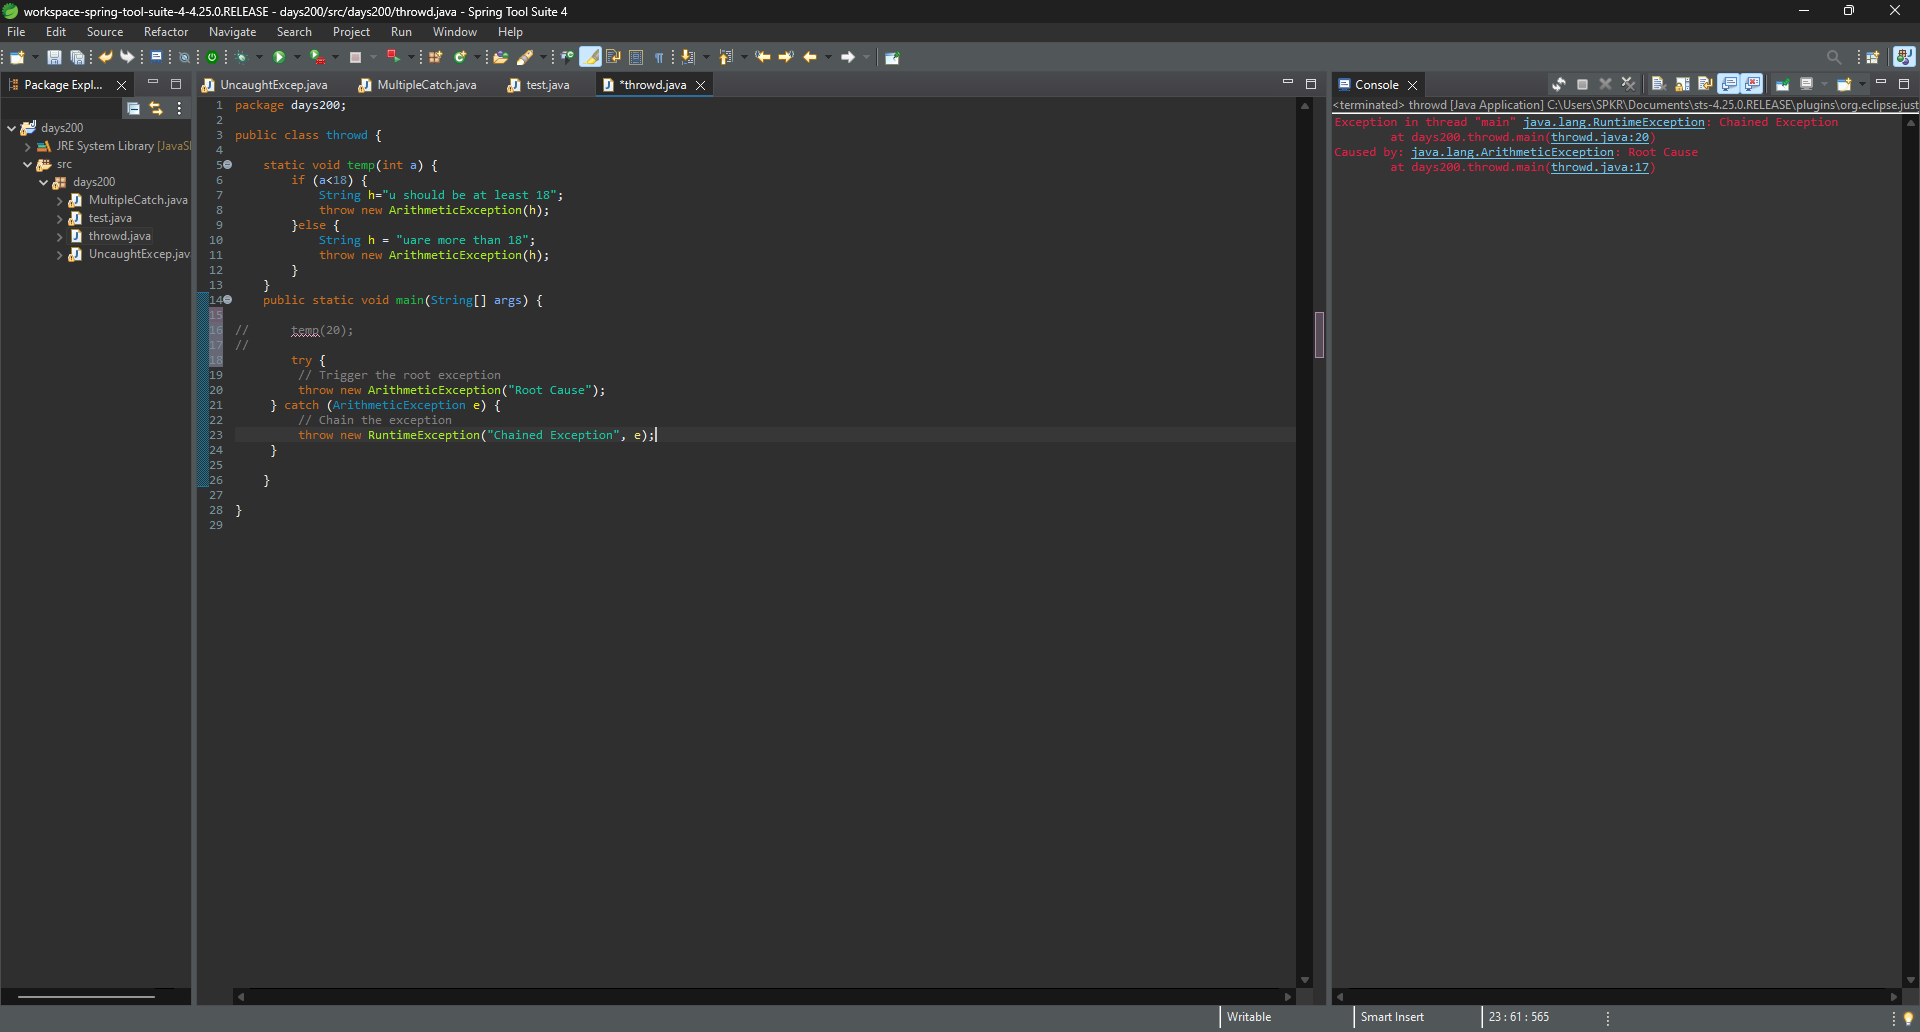 workspace-spring-tool-suite-4-4.25.0.RELEASE - days200/src/days200/throwd.java - Spring Tool Suite 4
File Edit Source Refactor Navigate Search Project Run Window Help
Package Expl...
days200
JRE System Library [JavaSI
src
days200
MultipleCatch.java
test.java
throwd.java
UncaughtExcep.jav
UncaughtExcep.java MultipleCatch.java test.java *throwd.java
1 package days200;
2
3 public class throwd {
4
5 static void temp(int a) {
6 if (a<18) {
7 String h="u should be at least 18";
8 throw new ArithmeticException(h);
9 }else {
10 String h = "uare more than 18";
11 throw new ArithmeticException(h);
12 }
13 }
14 public static void main(String[] args) {
15
16 // temp(20);
17 //
18 try {
19 // Trigger the root exception
20 throw new ArithmeticException("Root Cause");
21 } catch (ArithmeticException e) {
22 // Chain the exception
23 throw new RuntimeException("Chained Exception", e);
24 }
25
26 }
27
28 }
29
Console
<terminated> throwd [Java Application] C:\Users\SPKR\Documents\sts-4.25.0.RELEASE\plugins\org.eclipse.just
Exception in thread "main" java.lang.RuntimeException: Chained Exception
at days200.throwd.main(throwd.java:20)
Caused by: java.lang.ArithmeticException: Root Cause
at days200.throwd.main(throwd.java:17)
Writable Smart Insert 23 : 61 : 565